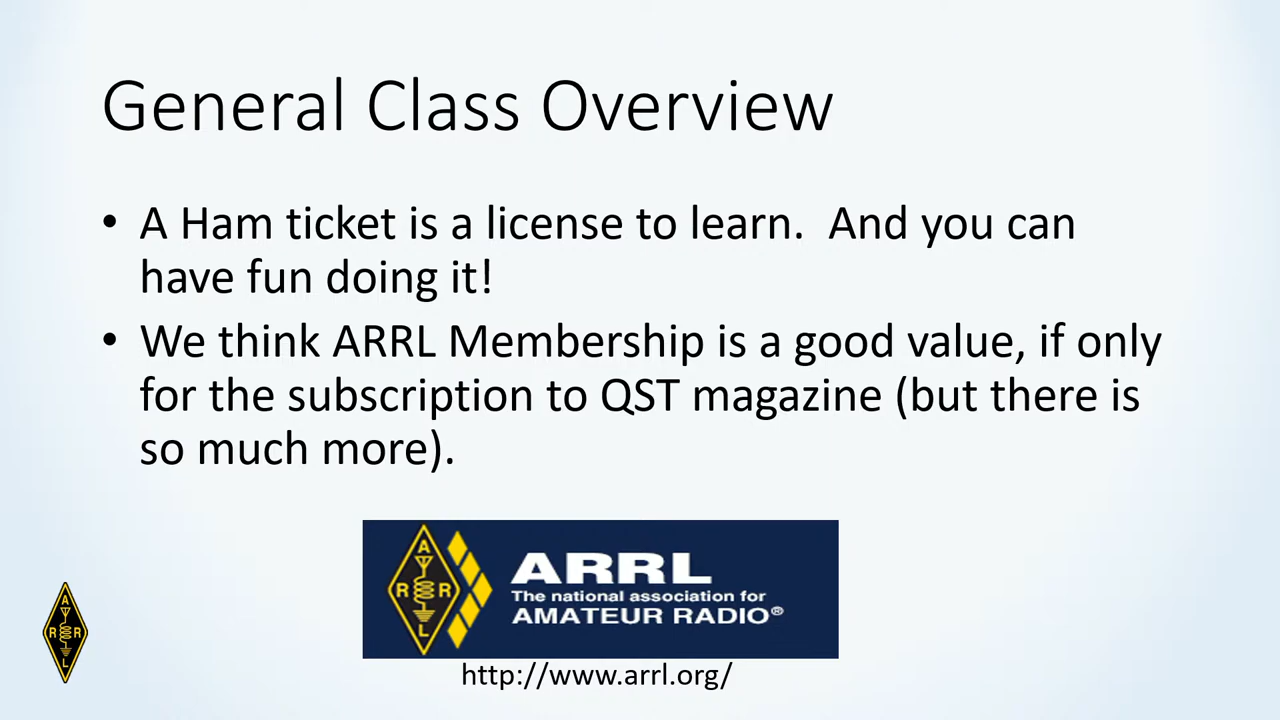 General Class Overview
• A Ham ticket is a license to learn.  And you can
have fun doing it!
• We think ARRL Membership is a good value, if only
for the subscription to QST magazine (but there is
so much more).
A
R R
L
ARRL
The national association for
AMATEUR RADIO®
A
R R
L
http://www.arrl.org/